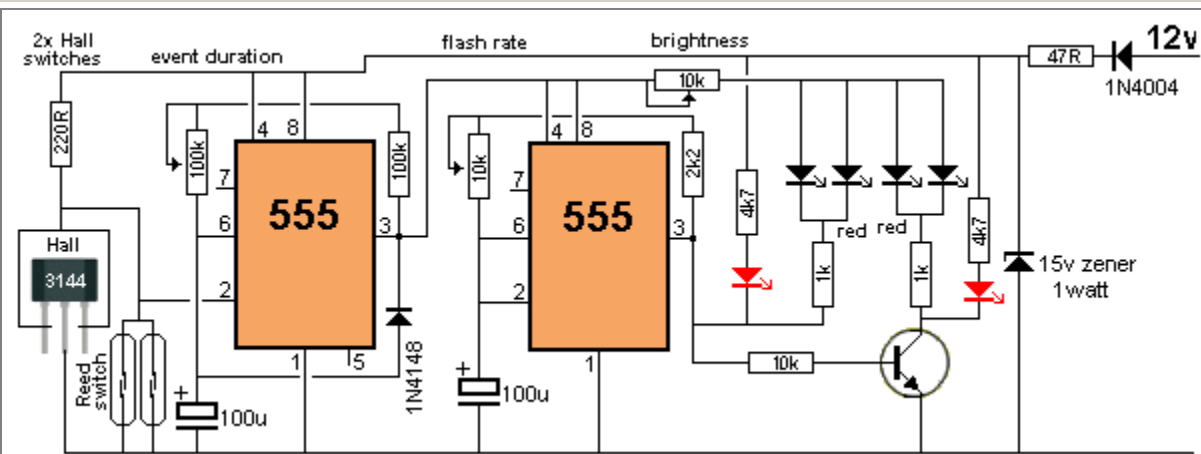 2x Hall
switches
event duration
flash rate
brightness
12v
47R
1N4004
220R
100k
4 8
100k
10k
10k
4 8
2k2
4k7
7
555
6
3
2
1
5
7
555
6
3
2
1
red red
1k
1k
4k7
15v zener
1watt
Hall
3144
Reed
switch
+
100u
1N4148
+
100u
10k